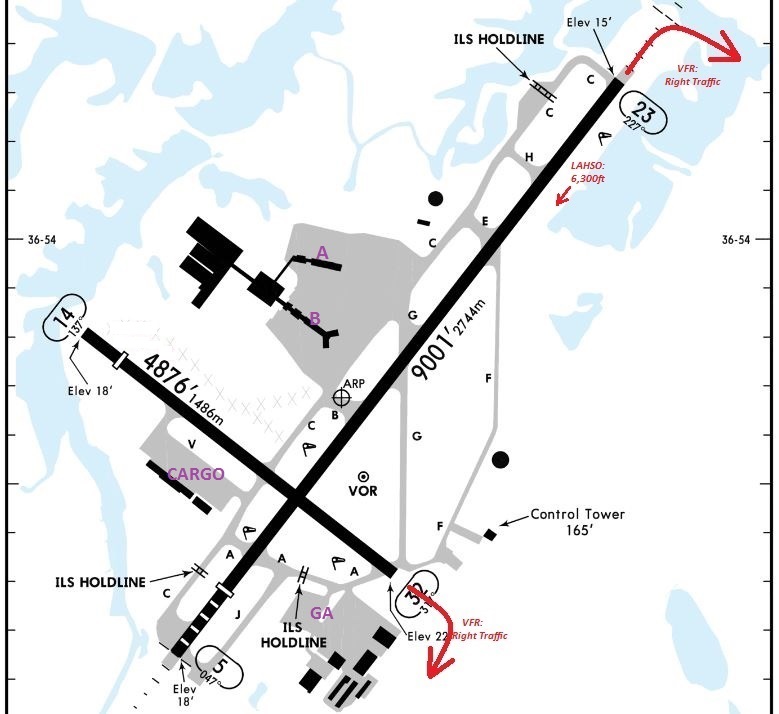 Elev 15'
ILS HOLDLINE
C
C
23
227°
VFR:
Right Traffic
H
LAHSO:
6,300ft
E
36-54
C
36-54
A
B
G
14
137°
9001' 2744m
4876' 1486m
Elev 18'
ARP
B
C
F
G
V
CARGO
VOR
Control Tower
165'
F
A
A
A
ILS HOLDLINE
C
J
ILS
HOLDLINE
GA
32
Elev 22
VFR:
Right Traffic
5
047°
Elev
18'